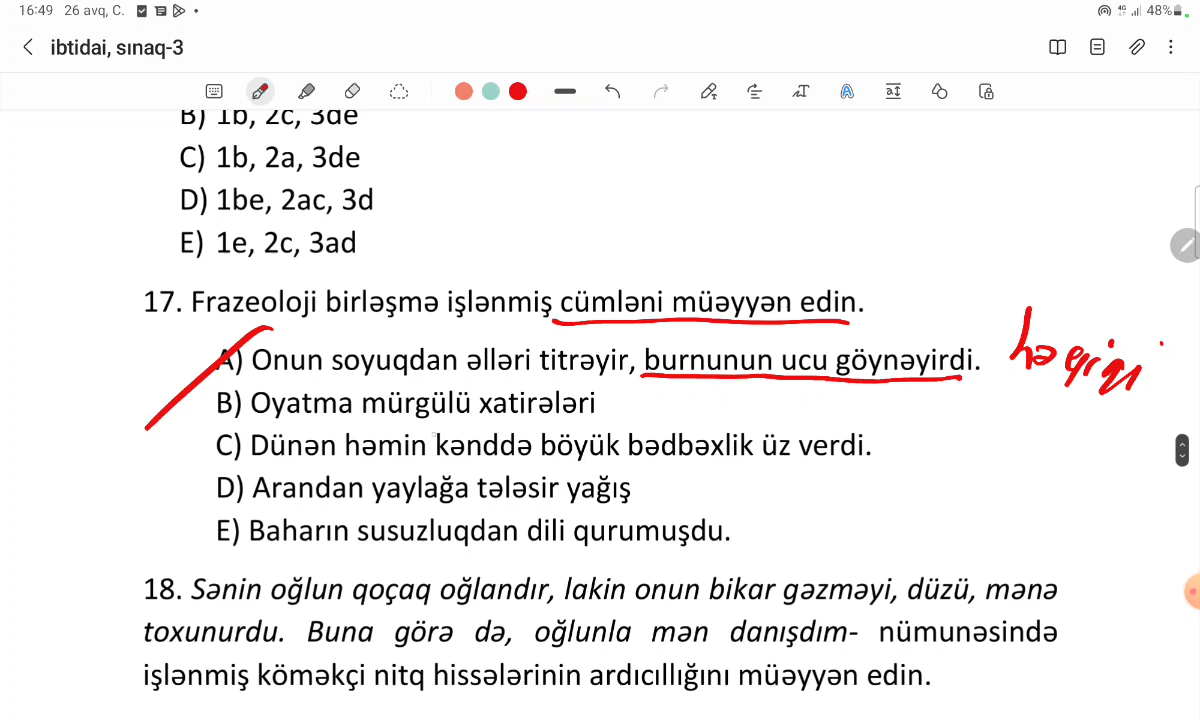 16:49 26 avq, C.
4G 48%
ibtidai, sınaq-3
B) 1b, 2c, 3de
C) 1b, 2a, 3de
D) 1be, 2ac, 3d
E) 1e, 2c, 3ad
17. Frazeoloji birləşmə işlənmiş cümləni müəyyən edin.
A) Onun soyuqdan əlləri titrəyir, burnunun ucu göynəyirdi. həqiqi
B) Oyatma mürgülü xatirələri
C) Dünən həmin kənddə böyük bədbəxlik üz verdi.
D) Arandan yaylağa tələsir yağış
E) Baharın susuzluqdan dili qurumuşdu.
18. Sənin oğlun qoçaq oğlandır, lakin onun bikar gəzməyi, düzü, mənə
toxunurdu. Buna görə də, oğlunla mən danışdım- nümunəsində
işlənmiş köməkçi nitq hissələrinin ardıcıllığını müəyyən edin.